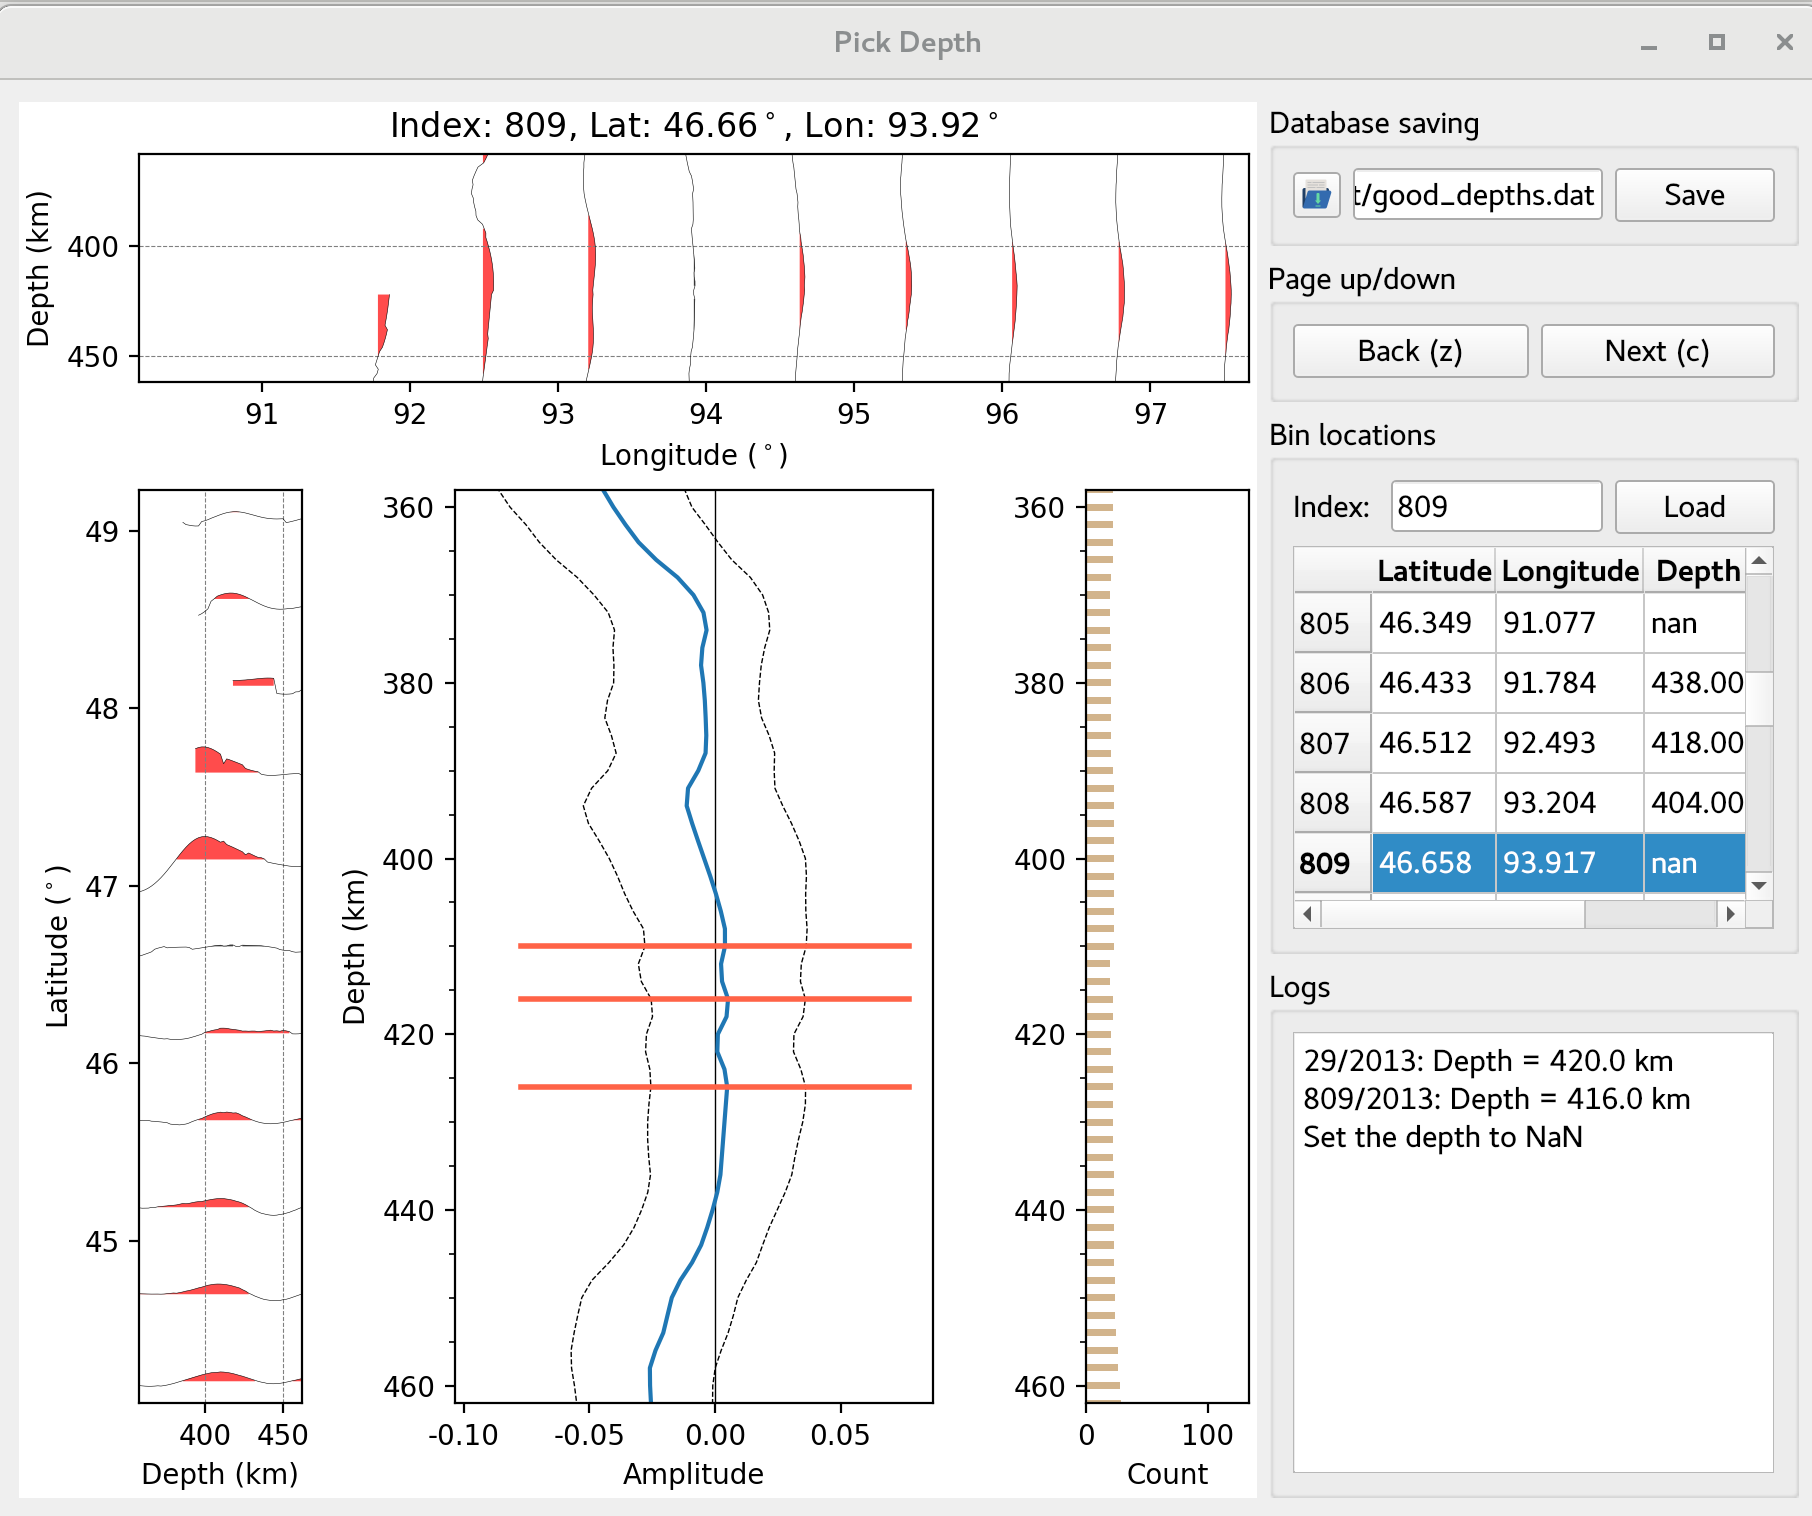 Pick Depth
Index: 809, Lat: 46.66°, Lon: 93.92°
Depth (km)
400
450
91 92 93 94 95 96 97
Longitude (°)
Latitude (°)
49
48
47
46
45
400 450
Depth (km)
Depth (km)
360
380
400
420
440
460
-0.10 -0.05 0.00 0.05
Amplitude
360
380
400
420
440
460
0 100
Count
Database saving
t/good_depths.dat Save
Page up/down
Back (z) Next (c)
Bin locations
Index: 809 Load
Latitude Longitude Depth
805 46.349 91.077 nan
806 46.433 91.784 438.00
807 46.512 92.493 418.00
808 46.587 93.204 404.00
809 46.658 93.917 nan
Logs
29/2013: Depth = 420.0 km
809/2013: Depth = 416.0 km
Set the depth to NaN